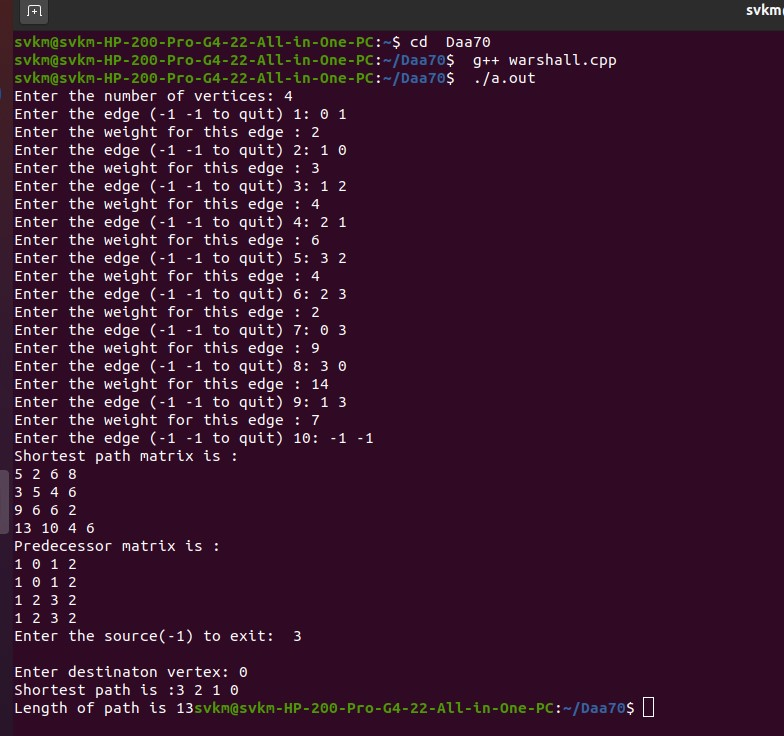 svkm
svkm@svkm-HP-200-Pro-G4-22-All-in-One-PC:~$ cd  Daa70
svkm@svkm-HP-200-Pro-G4-22-All-in-One-PC:~/Daa70$  g++ warshall.cpp
svkm@svkm-HP-200-Pro-G4-22-All-in-One-PC:~/Daa70$  ./a.out
Enter the number of vertices: 4
Enter the edge (-1 -1 to quit) 1: 0 1
Enter the weight for this edge : 2
Enter the edge (-1 -1 to quit) 2: 1 0
Enter the weight for this edge : 3
Enter the edge (-1 -1 to quit) 3: 1 2
Enter the weight for this edge : 4
Enter the edge (-1 -1 to quit) 4: 2 1
Enter the weight for this edge : 6
Enter the edge (-1 -1 to quit) 5: 3 2
Enter the weight for this edge : 4
Enter the edge (-1 -1 to quit) 6: 2 3
Enter the weight for this edge : 2
Enter the edge (-1 -1 to quit) 7: 0 3
Enter the weight for this edge : 9
Enter the edge (-1 -1 to quit) 8: 3 0
Enter the weight for this edge : 14
Enter the edge (-1 -1 to quit) 9: 1 3
Enter the weight for this edge : 7
Enter the edge (-1 -1 to quit) 10: -1 -1
Shortest path matrix is :
5 2 6 8
3 5 4 6
9 6 6 2
13 10 4 6
Predecessor matrix is :
1 0 1 2
1 0 1 2
1 2 3 2
1 2 3 2
Enter the source(-1) to exit:  3
Enter destinaton vertex: 0
Shortest path is :3 2 1 0
Length of path is 13svkm@svkm-HP-200-Pro-G4-22-All-in-One-PC:~/Daa70$